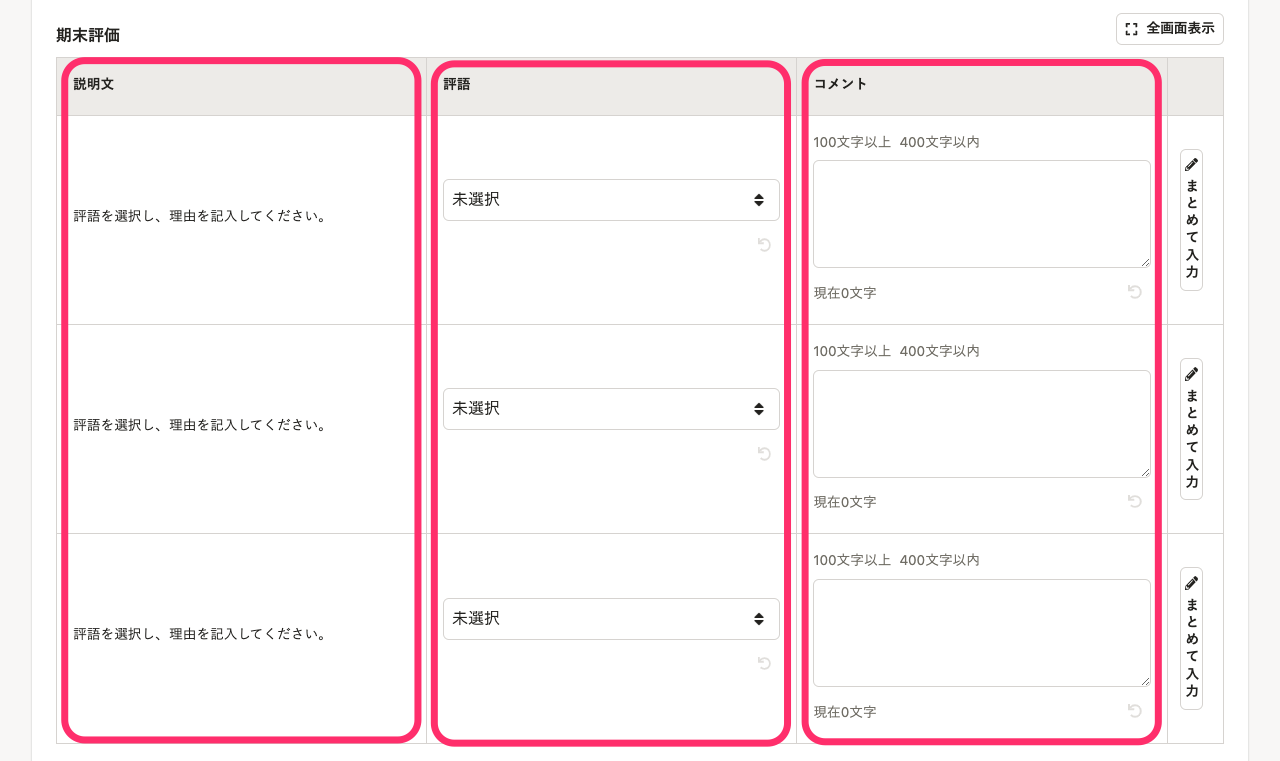 期末評価
全画面表示
説明文
評語
コメント
評語を選択し、理由を記入してください。
未選択
100文字以上 400文字以内
現在0文字
まとめて入力
評語を選択し、理由を記入してください。
未選択
100文字以上 400文字以内
現在0文字
まとめて入力
評語を選択し、理由を記入してください。
未選択
100文字以上 400文字以内
現在0文字
まとめて入力